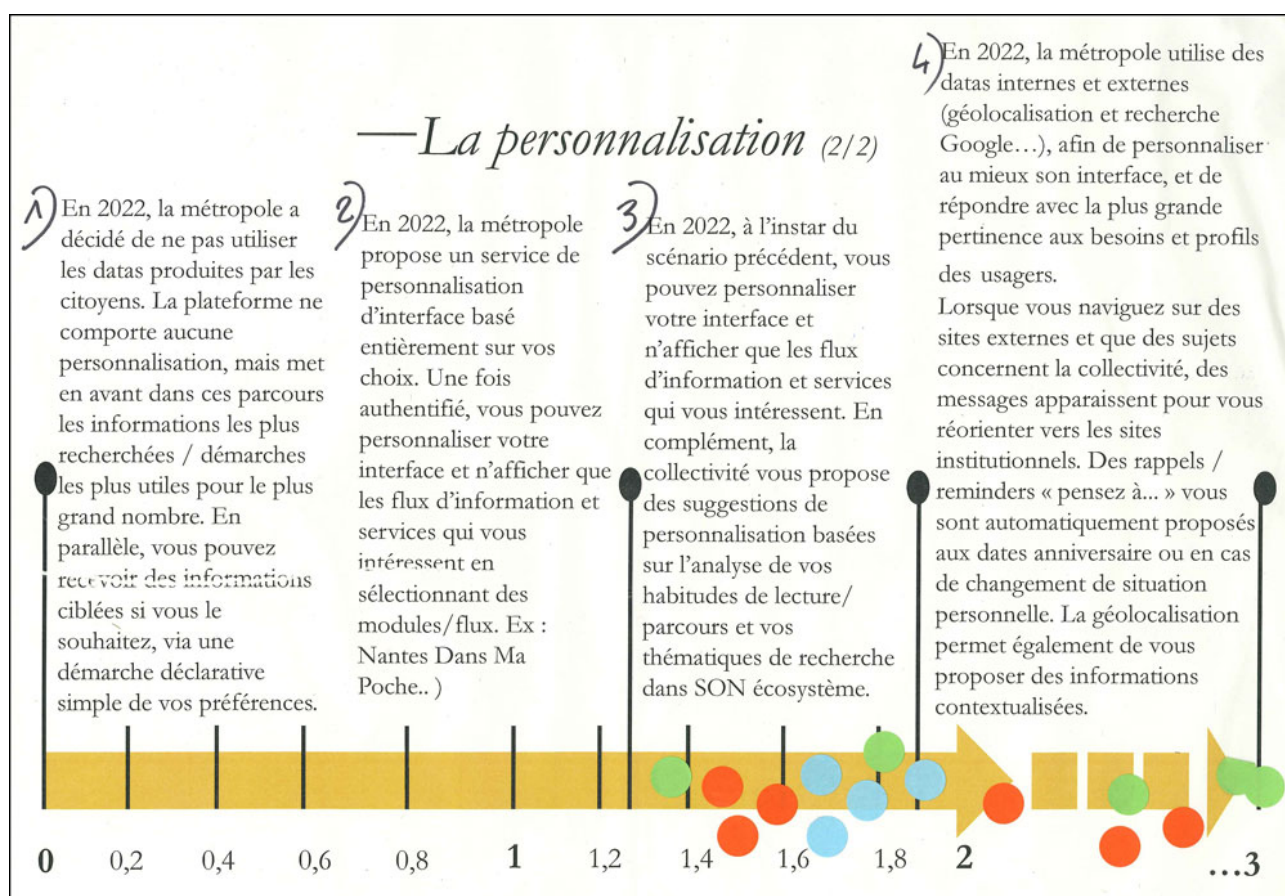 —La personnalisation (2/2)
1)
En 2022, la métropole a
décidé de ne pas utiliser
les datas produites par les
citoyens. La plateforme ne
comporte aucune
personnalisation, mais met
en avant dans ces parcours
les informations les plus
recherchées / démarches
les plus utiles pour le plus
grand nombre. En
parallèle, vous pouvez
recevoir des informations
ciblées si vous le
souhaitez, via une
démarche déclarative
simple de vos préférences.
2)
En 2022, la métropole
propose un service de
personnalisation
d’interface basé
entièrement sur vos
choix. Une fois
authentifié, vous pouvez
personnaliser votre
interface et n’afficher que
les flux d’information et
services qui vous
intéressent en
sélectionnant des
modules/flux. Ex :
Nantes Dans Ma
Poche.. )
3)
En 2022, à l’instar du
scénario précédent, vous
pouvez personnaliser
votre interface et
n’afficher que les flux
d’information et services
qui vous intéressent. En
complément, la
collectivité vous propose
des suggestions de
personnalisation basées
sur l’analyse de vos
habitudes de lecture/
parcours et vos
thématiques de recherche
dans SON écosystème.
4)
En 2022, la métropole utilise des
datas internes et externes
(géolocalisation et recherche
Google…), afin de personnaliser
au mieux son interface, et de
répondre avec la plus grande
pertinence aux besoins et profils
des usagers.
Lorsque vous naviguez sur des
sites externes et que des sujets
concernent la collectivité, des
messages apparaissent pour vous
réorienter vers les sites
institutionnels. Des rappels /
reminders « pensez à... » vous
sont automatiquement proposés
aux dates anniversaire ou en cas
de changement de situation
personnelle. La géolocalisation
permet également de vous
proposer des informations
contextualisées.
0 0,2 0,4 0,6 0,8 1 1,2 1,4 1,6 1,8 2 …3